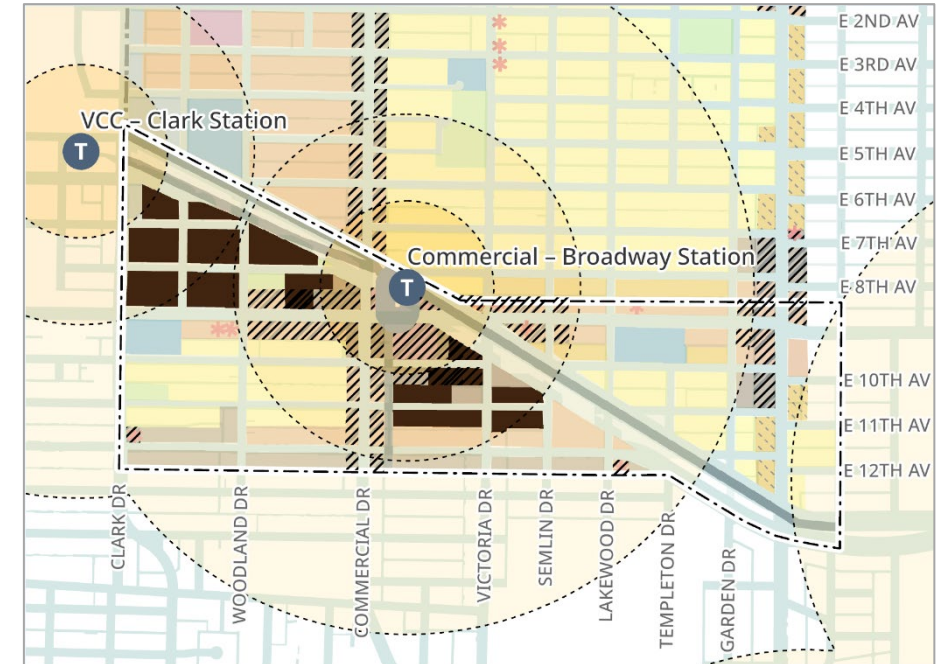 E 2ND AV
E 3RD AV
E 4TH AV
VCC – Clark Station
T
E 5TH AV
E 6TH AV
E 7TH AV
Commercial – Broadway Station
T
E 8TH AV
E 10TH AV
E 11TH AV
E 12TH AV
CLARK DR
WOODLAND DR
COMMERCIAL DR
VICTORIA DR
SEMLIN DR
LAKEWOOD DR
TEMPLETON DR
GARDEN DR